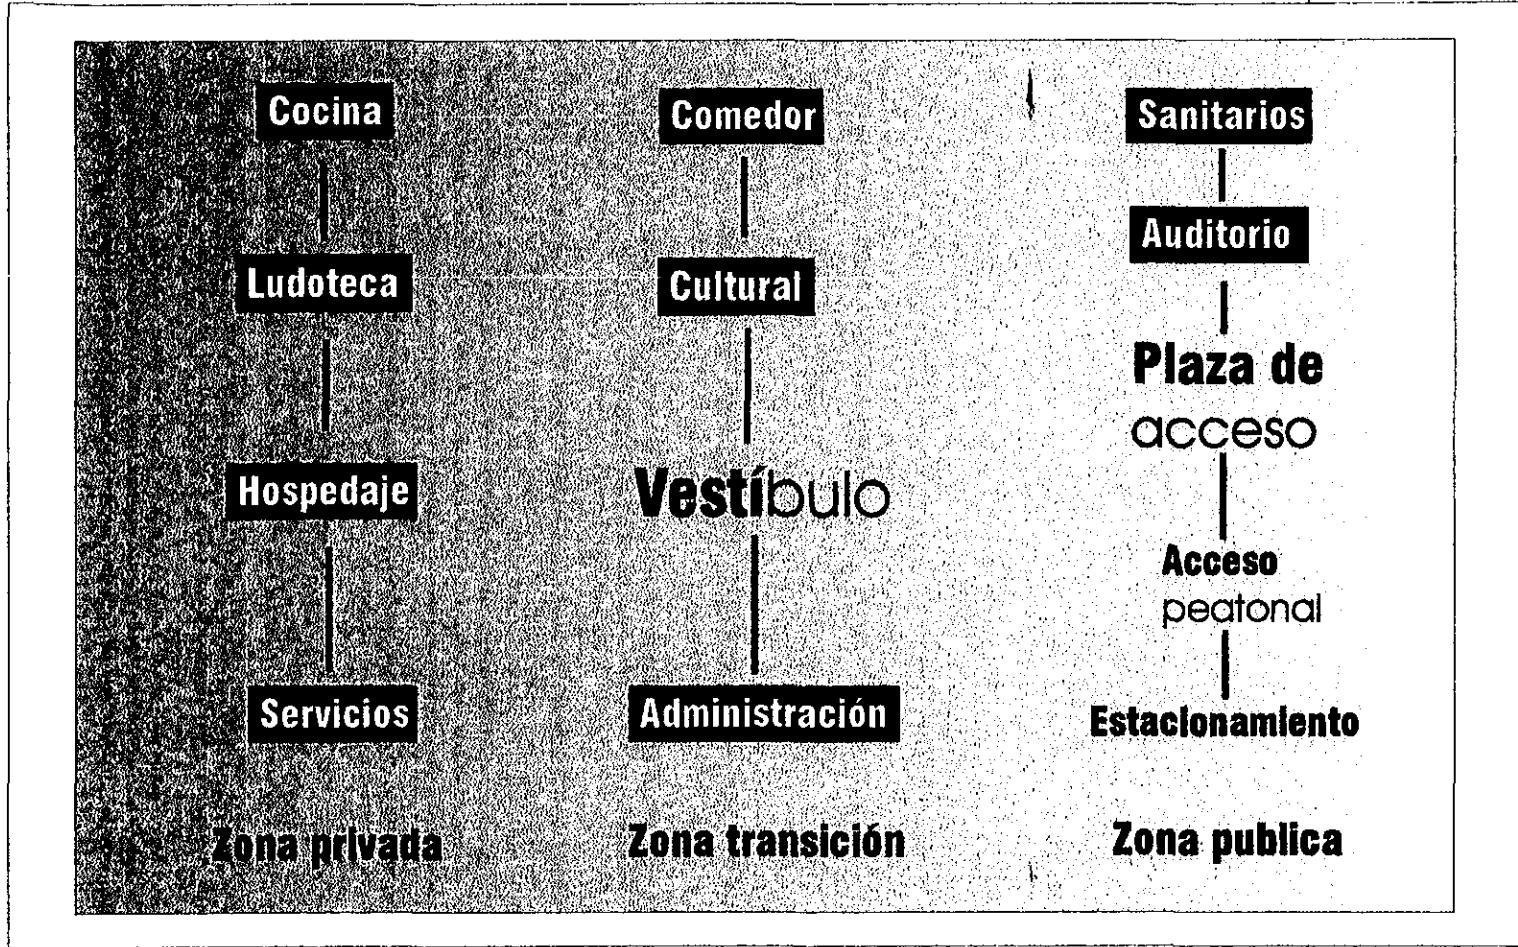 Cocina
Ludoteca
Hospedaje
Servicios
Zona privada
Comedor
Cultural
Vestíbulo
Administración
Zona transición
Sanitarios
Auditorio
Plaza de
acceso
Acceso
peatonal
Estacionamiento
Zona publica